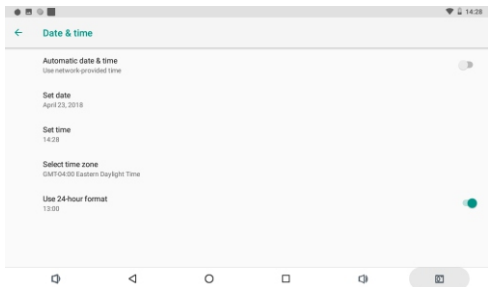 14:28
Date & time
Automatic date & time
Use network-provided time
Set date
April 23, 2018
Set time
14:28
Select time zone
GMT-04:00 Eastern Daylight Time
Use 24-hour format
13:00